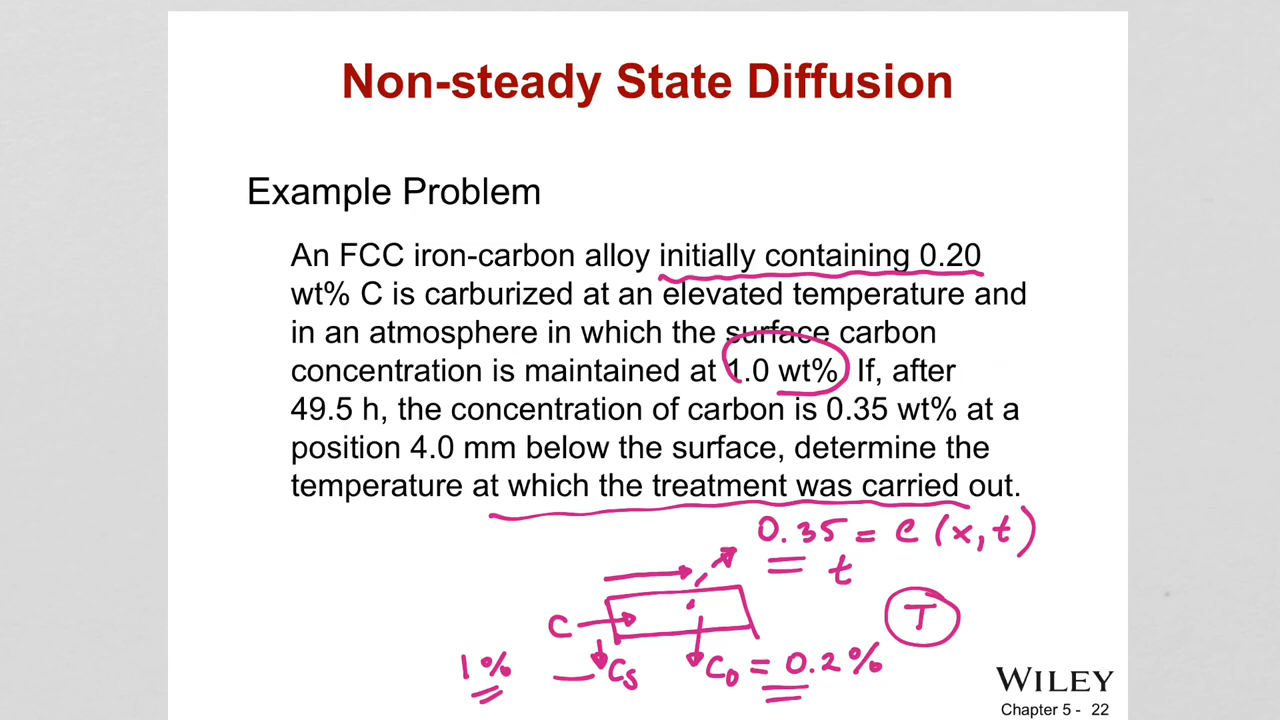 Non-steady State Diffusion
Example Problem
An FCC iron-carbon alloy initially containing 0.20
wt% C is carburized at an elevated temperature and
in an atmosphere in which the surface carbon
concentration is maintained at 1.0 wt% If, after
49.5 h, the concentration of carbon is 0.35 wt% at a
position 4.0 mm below the surface, determine the
temperature at which the treatment was carried out.
0.35 = C (x,t)
t
C
T
1%
Cs
C0 = 0.2%
WILEY
Chapter 5 - 22